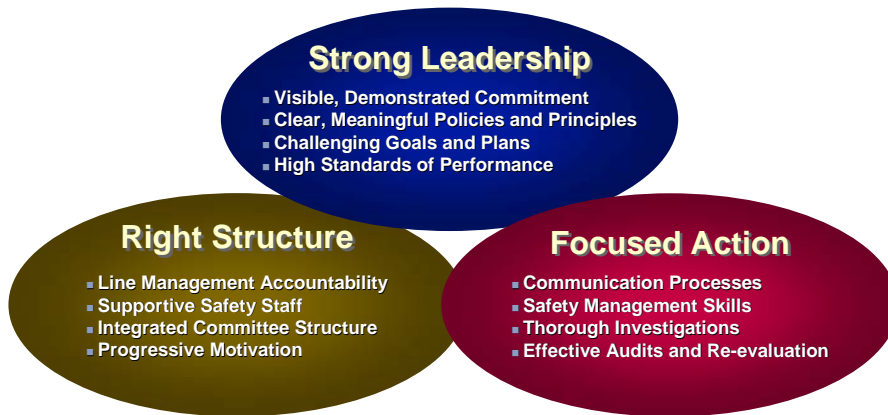 Strong Leadership
▪ Visible, Demonstrated Commitment
▪ Clear, Meaningful Policies and Principles
▪ Challenging Goals and Plans
▪ High Standards of Performance
Right Structure
▪ Line Management Accountability
▪ Supportive Safety Staff
▪ Integrated Committee Structure
▪ Progressive Motivation
Focused Action
▪ Communication Processes
▪ Safety Management Skills
▪ Thorough Investigations
▪ Effective Audits and Re-evaluation